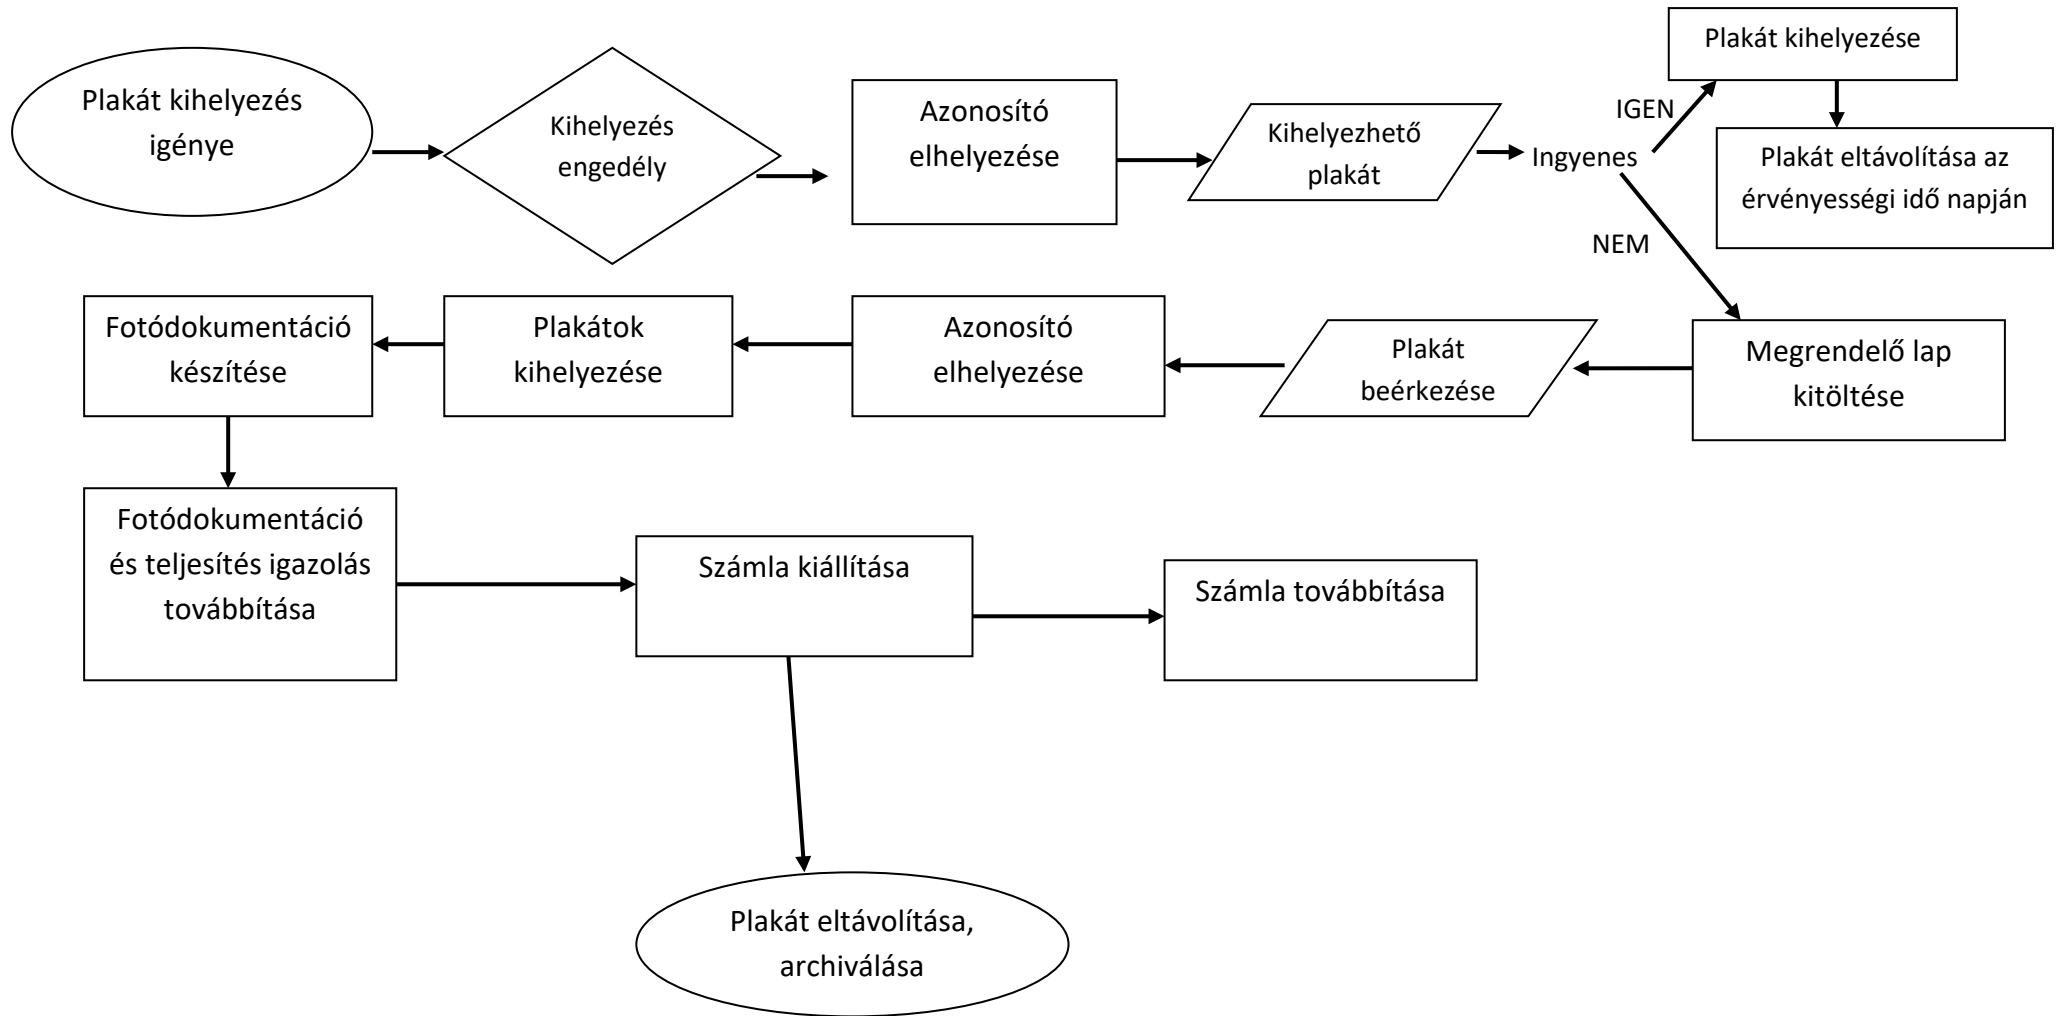 Plakát kihelyezés
igénye
Kihelyezés
engedély
Azonosító
elhelyezése
Kihelyezhető
plakát
Ingyenes
IGEN
Plakát kihelyezése
Plakát eltávolítása az
érvényességi idő napján
NEM
Megrendelő lap
kitöltése
Plakát
beérkezése
Azonosító
elhelyezése
Plakátok
kihelyezése
Fotódokumentáció
készítése
Fotódokumentáció
és teljesítés igazolás
továbbítása
Számla kiállítása
Számla továbbítása
Plakát eltávolítása,
archiválása